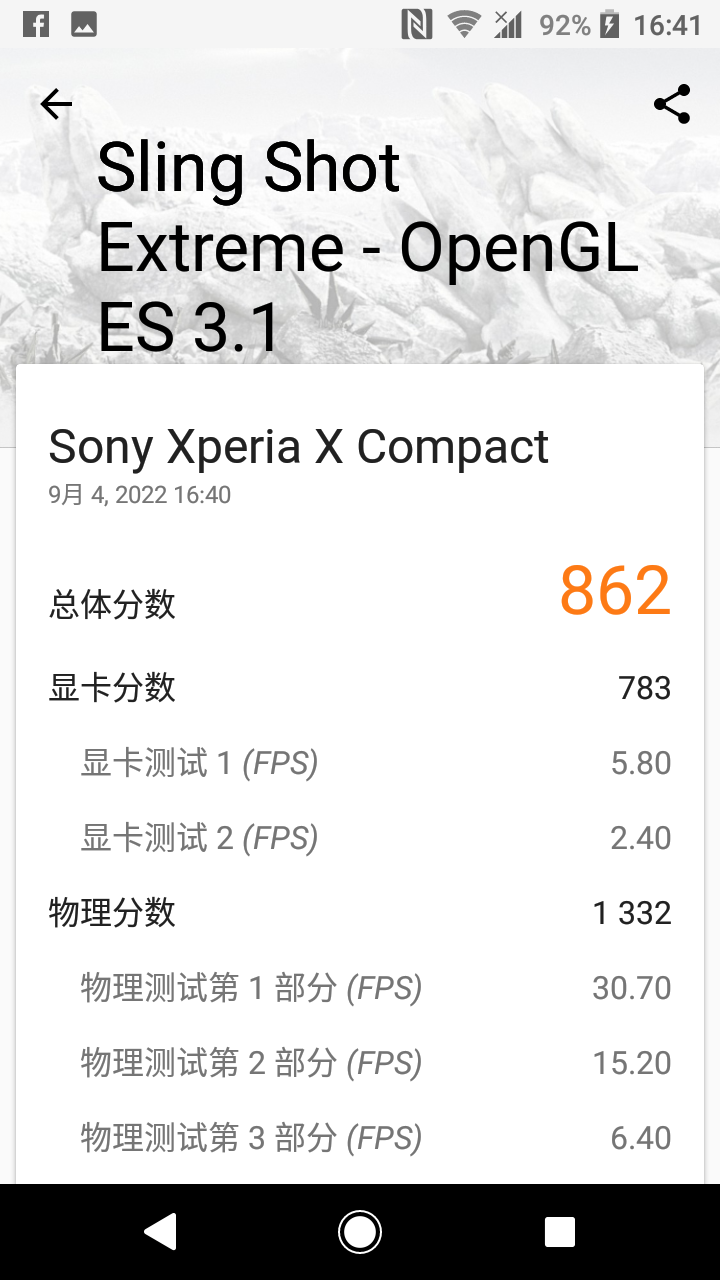 92% 16:41
Sling Shot
Extreme - OpenGL
ES 3.1
Sony Xperia X Compact
9月 4, 2022 16:40
总体分数 862
显卡分数 783
显卡测试 1 (FPS) 5.80
显卡测试 2 (FPS) 2.40
物理分数 1 332
物理测试第 1 部分 (FPS) 30.70
物理测试第 2 部分 (FPS) 15.20
物理测试第 3 部分 (FPS) 6.40